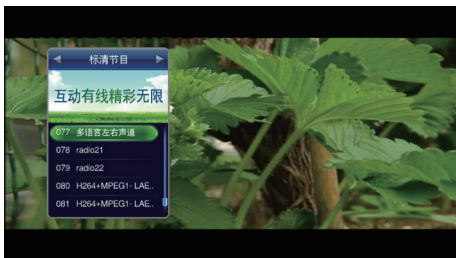 标清节目
互动有线精彩无限
077 多语言左右声道
078 radio21
079 radio22
080 H264+MPEG1- LAE..
081 H264+MPEG1- LAE..